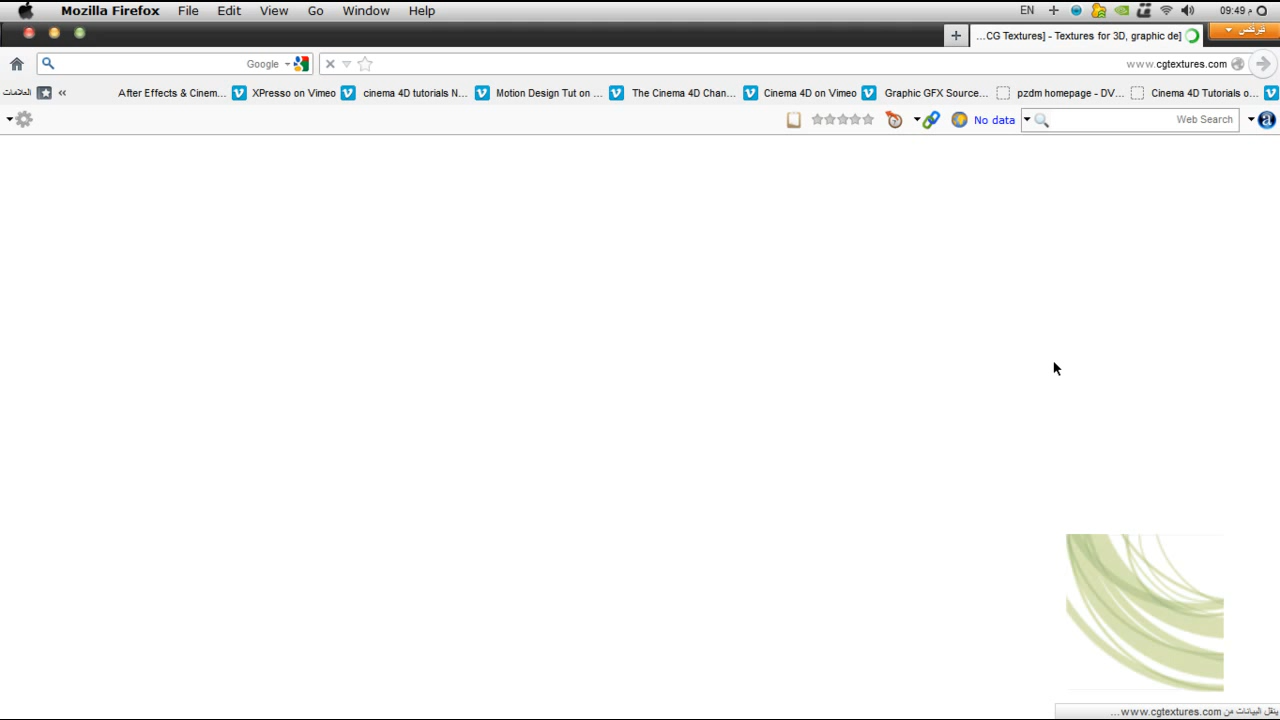 Mozilla Firefox File Edit View Go Window Help EN 09:49 م
...CG Textures] - Textures for 3D, graphic de] فيرفكس
Google www.cgtextures.com
العلامات « After Effects & Cinem... XPresso on Vimeo cinema 4D tutorials N... Motion Design Tut on ... The Cinema 4D Chan... Cinema 4D on Vimeo Graphic GFX Source... pzdm homepage - DV... Cinema 4D Tutorials o...
No data Web Search
ينقل البيانات من www.cgtextures.com...